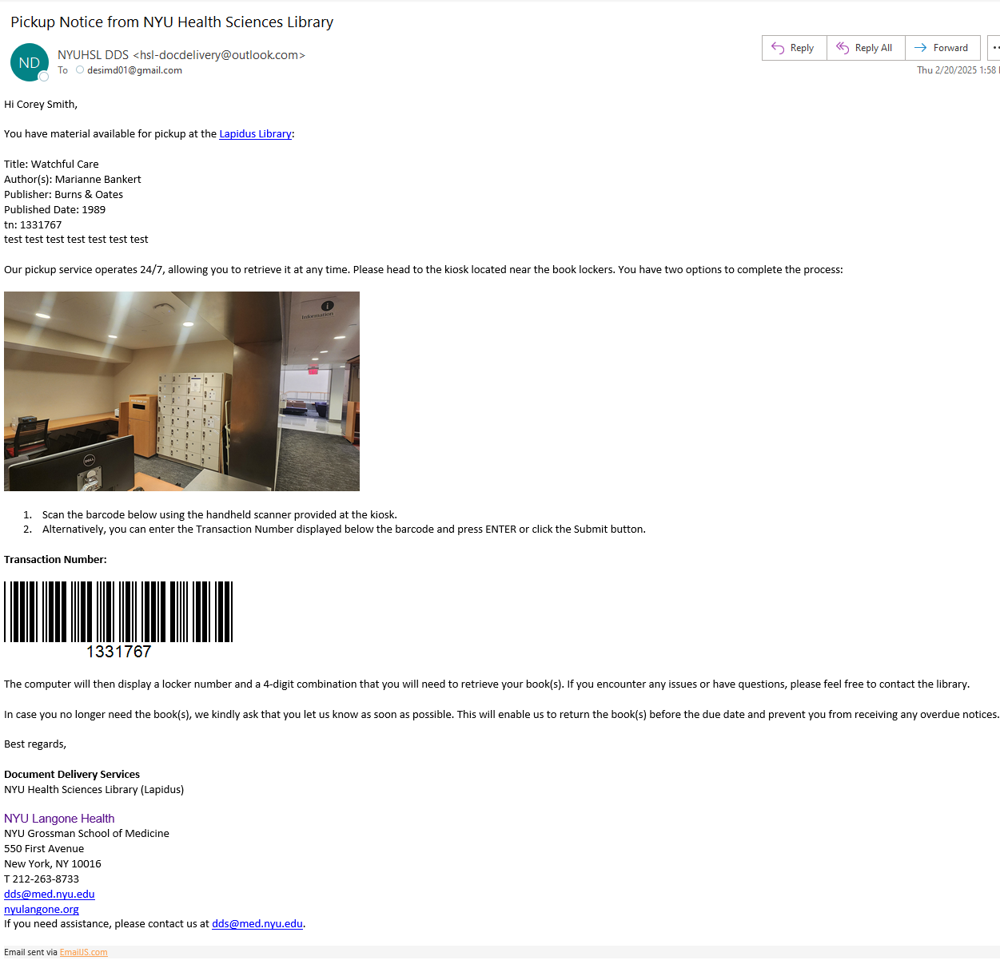 Pickup Notice from NYU Health Sciences Library
ND
NYUHSL DDS <hsl-docdelivery@outlook.com>
To desimd01@gmail.com
Reply
Reply All
Forward
Thu 2/20/2025 1:58
Hi Corey Smith,
You have material available for pickup at the Lapidus Library:
Title: Watchful Care
Author(s): Marianne Bankert
Publisher: Burns & Oates
Published Date: 1989
tn: 1331767
test test test test test test test
Our pickup service operates 24/7, allowing you to retrieve it at any time. Please head to the kiosk located near the book lockers. You have two options to complete the process:
i
Information
DELL
1. Scan the barcode below using the handheld scanner provided at the kiosk.
2. Alternatively, you can enter the Transaction Number displayed below the barcode and press ENTER or click the Submit button.
Transaction Number:
1331767
The computer will then display a locker number and a 4-digit combination that you will need to retrieve your book(s). If you encounter any issues or have questions, please feel free to contact the library.
In case you no longer need the book(s), we kindly ask that you let us know as soon as possible. This will enable us to return the book(s) before the due date and prevent you from receiving any overdue notices.
Best regards,
Document Delivery Services
NYU Health Sciences Library (Lapidus)
NYU Langone Health
NYU Grossman School of Medicine
550 First Avenue
New York, NY 10016
T 212-263-8733
dds@med.nyu.edu
nyulangone.org
If you need assistance, please contact us at dds@med.nyu.edu.
Email sent via EmailJS.com